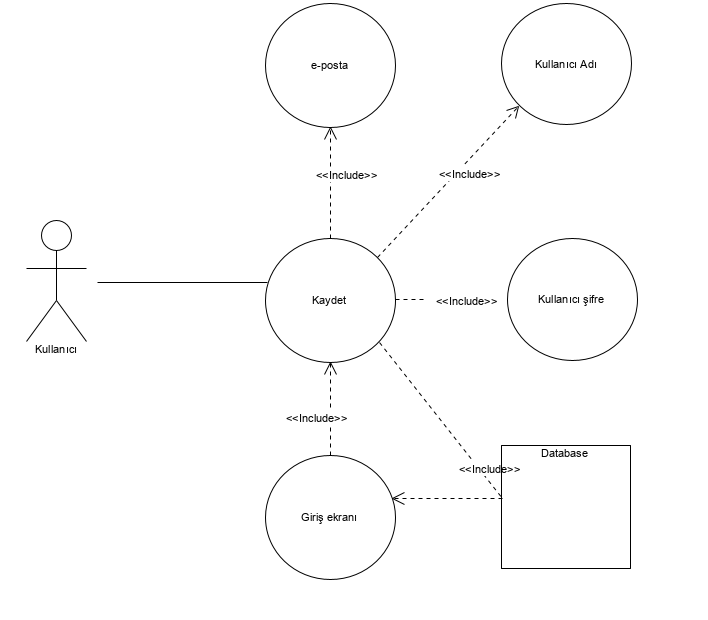 e-posta
Kullanıcı Adı
<<Include>>
<<Include>>
Kaydet
<<Include>>
Kullanıcı şifre
Kullanıcı
<<Include>>
Database
<<Include>>
Giriş ekranı